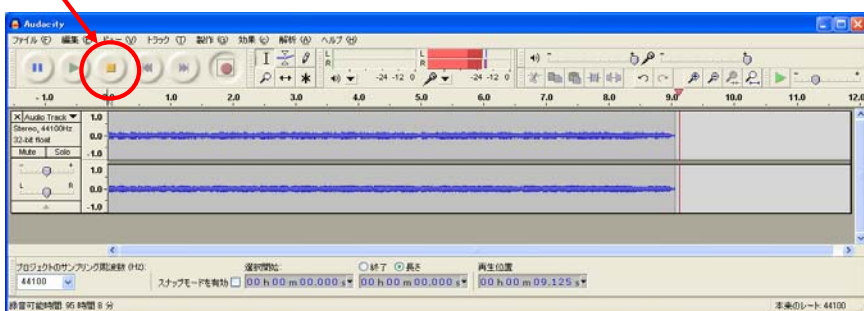 Audacity
ファイル(F) 編集(E) ビュー(V) トラック(T) 製作(G) 効果(C) 解析(A) ヘルプ(H)
L
R
L
R
-24 -12 0
-24 -12 0
- 1.0 0.0 1.0 2.0 3.0 4.0 5.0 6.0 7.0 8.0 9.0 10.0 11.0 12.0
X Audio Track
Stereo, 44100Hz
32-bit float
Mute Solo
- +
L R
1.0
0.0
-1.0
1.0
0.0
-1.0
プロジェクトのサンプリング周波数 (Hz): 選択開始: 終了 長さ 再生位置
44100 スナップモードを有効 00 h 00 m 00.000 s 00 h 00 m 00.000 s 00 h 00 m 09.125 s
録音可能時間 95 時間 8 分 本来のレート: 44100